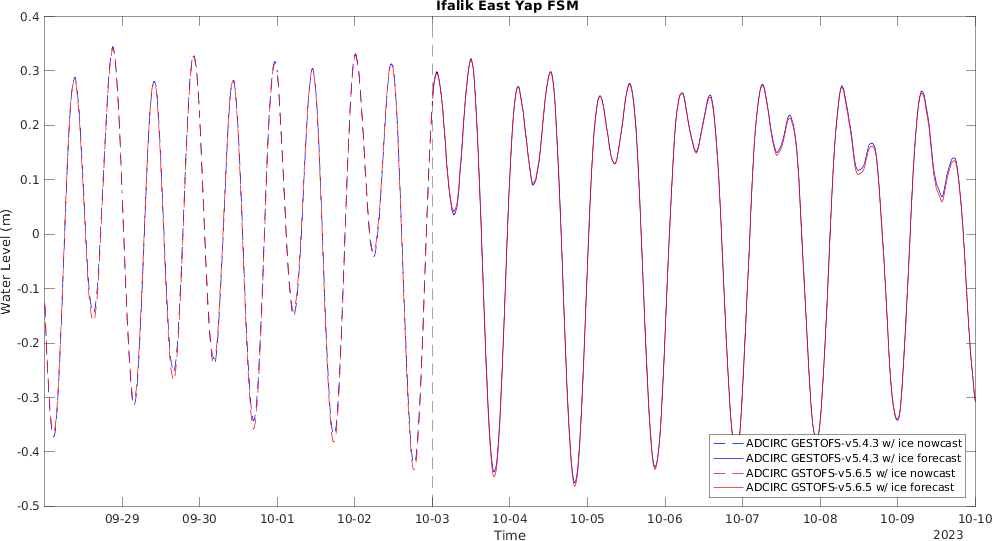 Ifalik East Yap FSM
0.4
0.3
0.2
0.1
0
-0.1
-0.2
-0.3
-0.4
-0.5
Water Level (m)
ADCIRC GESTOFS-v5.4.3 w/ ice nowcast
ADCIRC GESTOFS-v5.4.3 w/ ice forecast
ADCIRC GSTOFS-v5.6.5 w/ ice nowcast
ADCIRC GSTOFS-v5.6.5 w/ ice forecast
09-29 09-30 10-01 10-02 10-03 10-04 10-05 10-06 10-07 10-08 10-09 10-10
Time
2023